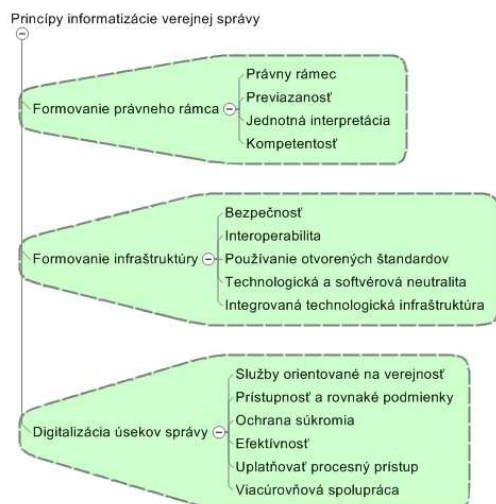 Princípy informatizácie verejnej správy
Formovanie právneho rámca
Právny rámec
Previazanosť
Jednotná interpretácia
Kompetentosť
Formovanie infraštruktúry
Bezpečnosť
Interoperabilita
Používanie otvorených štandardov
Technologická a softvérová neutralita
Integrovaná technologická infraštruktúra
Digitalizácia úsekov správy
Služby orientované na verejnosť
Prístupnosť a rovnaké podmienky
Ochrana súkromia
Efektívnosť
Uplatňovať procesný prístup
Viacúrovňová spolupráca